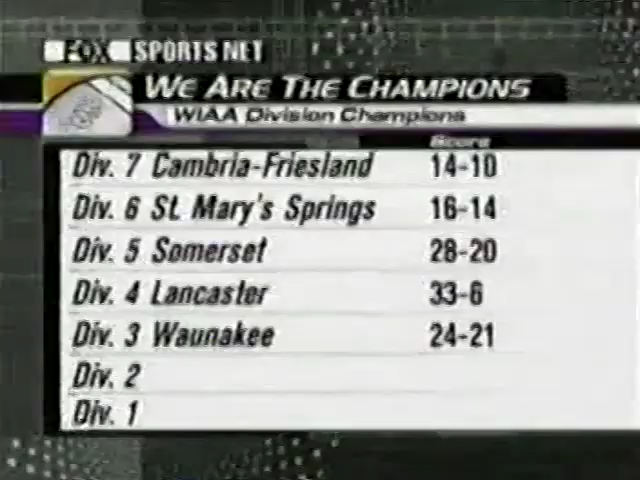 FOX SPORTS NET
WE ARE THE CHAMPIONS
WIAA Division Champions
Score
Div. 7 Cambria-Friesland 14-10
Div. 6 St. Mary's Springs 16-14
Div. 5 Somerset 28-20
Div. 4 Lancaster 33-6
Div. 3 Waunakee 24-21
Div. 2
Div. 1